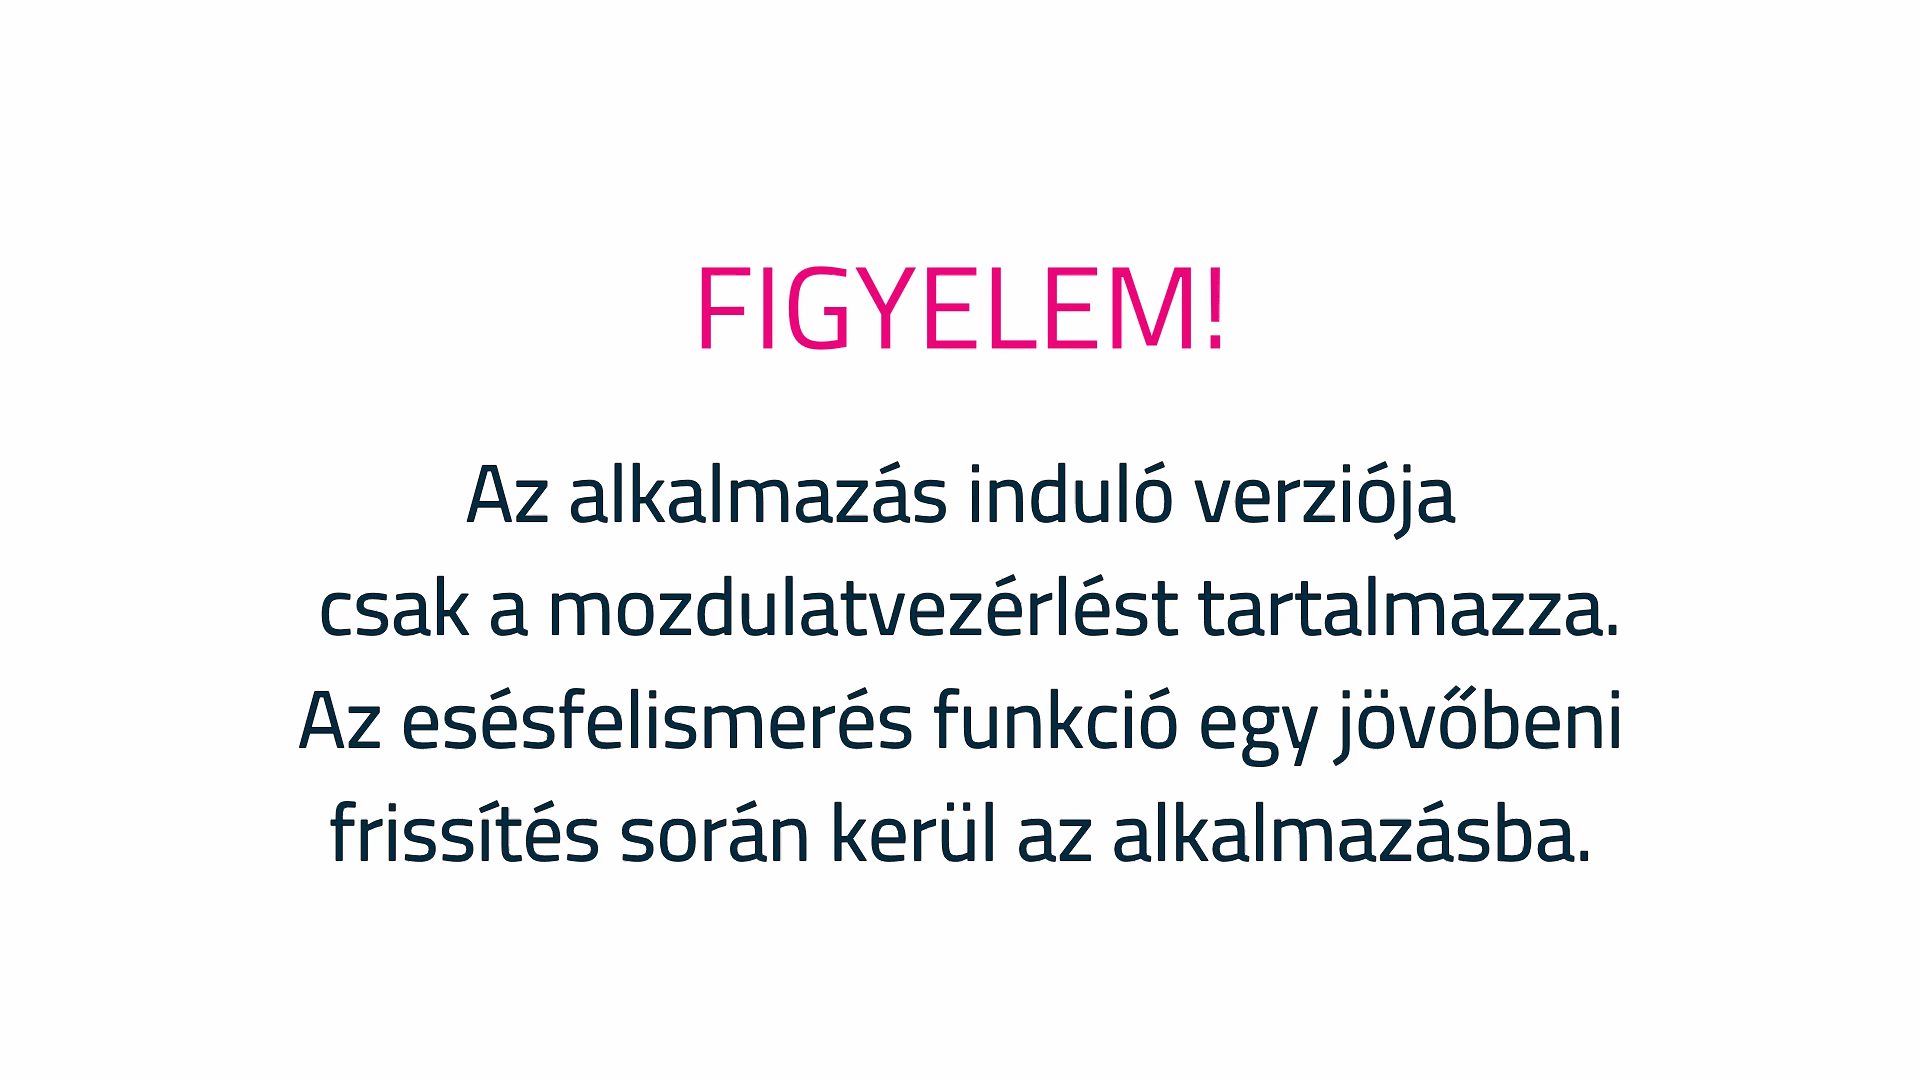 FIGYELEM!
Az alkalmazás induló verziója
csak a mozdulatvezérlést tartalmazza.
Az esésfelismerés funkció egy jövőbeni
frissítés során kerül az alkalmazásba.